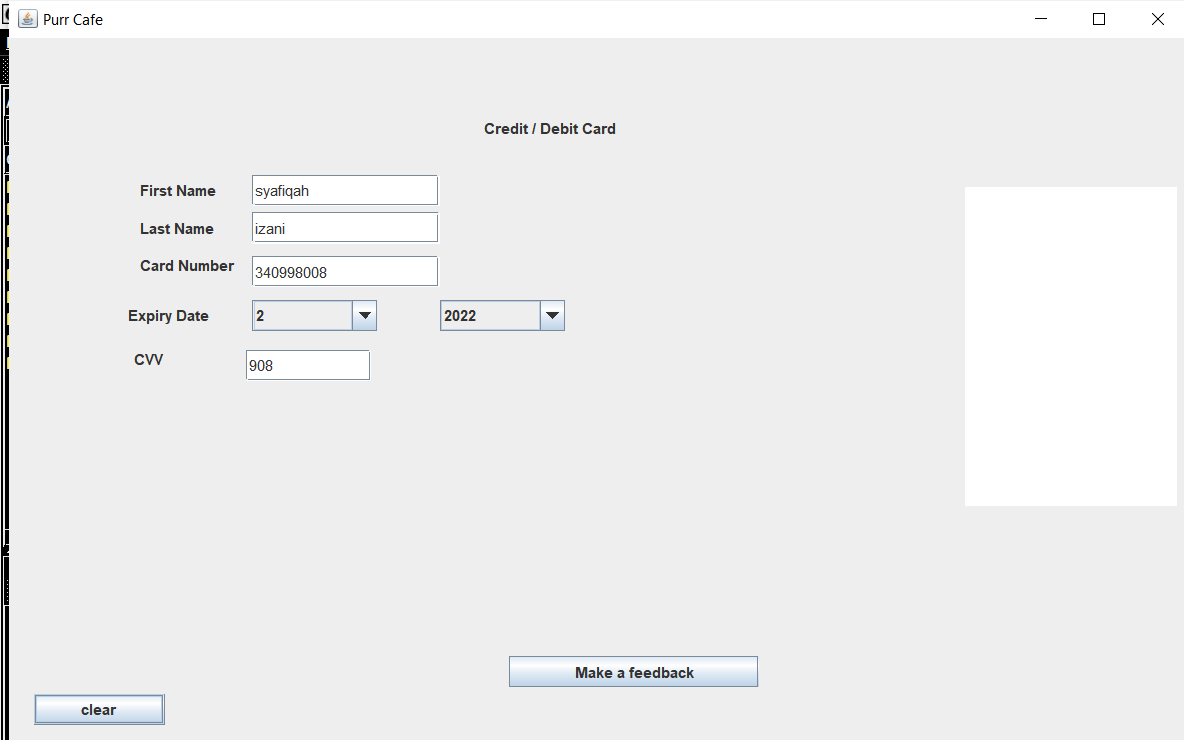 Purr Cafe
Credit / Debit Card
First Name syafiqah
Last Name izani
Card Number 340998008
Expiry Date 2 2022
CVV 908
Make a feedback
clear